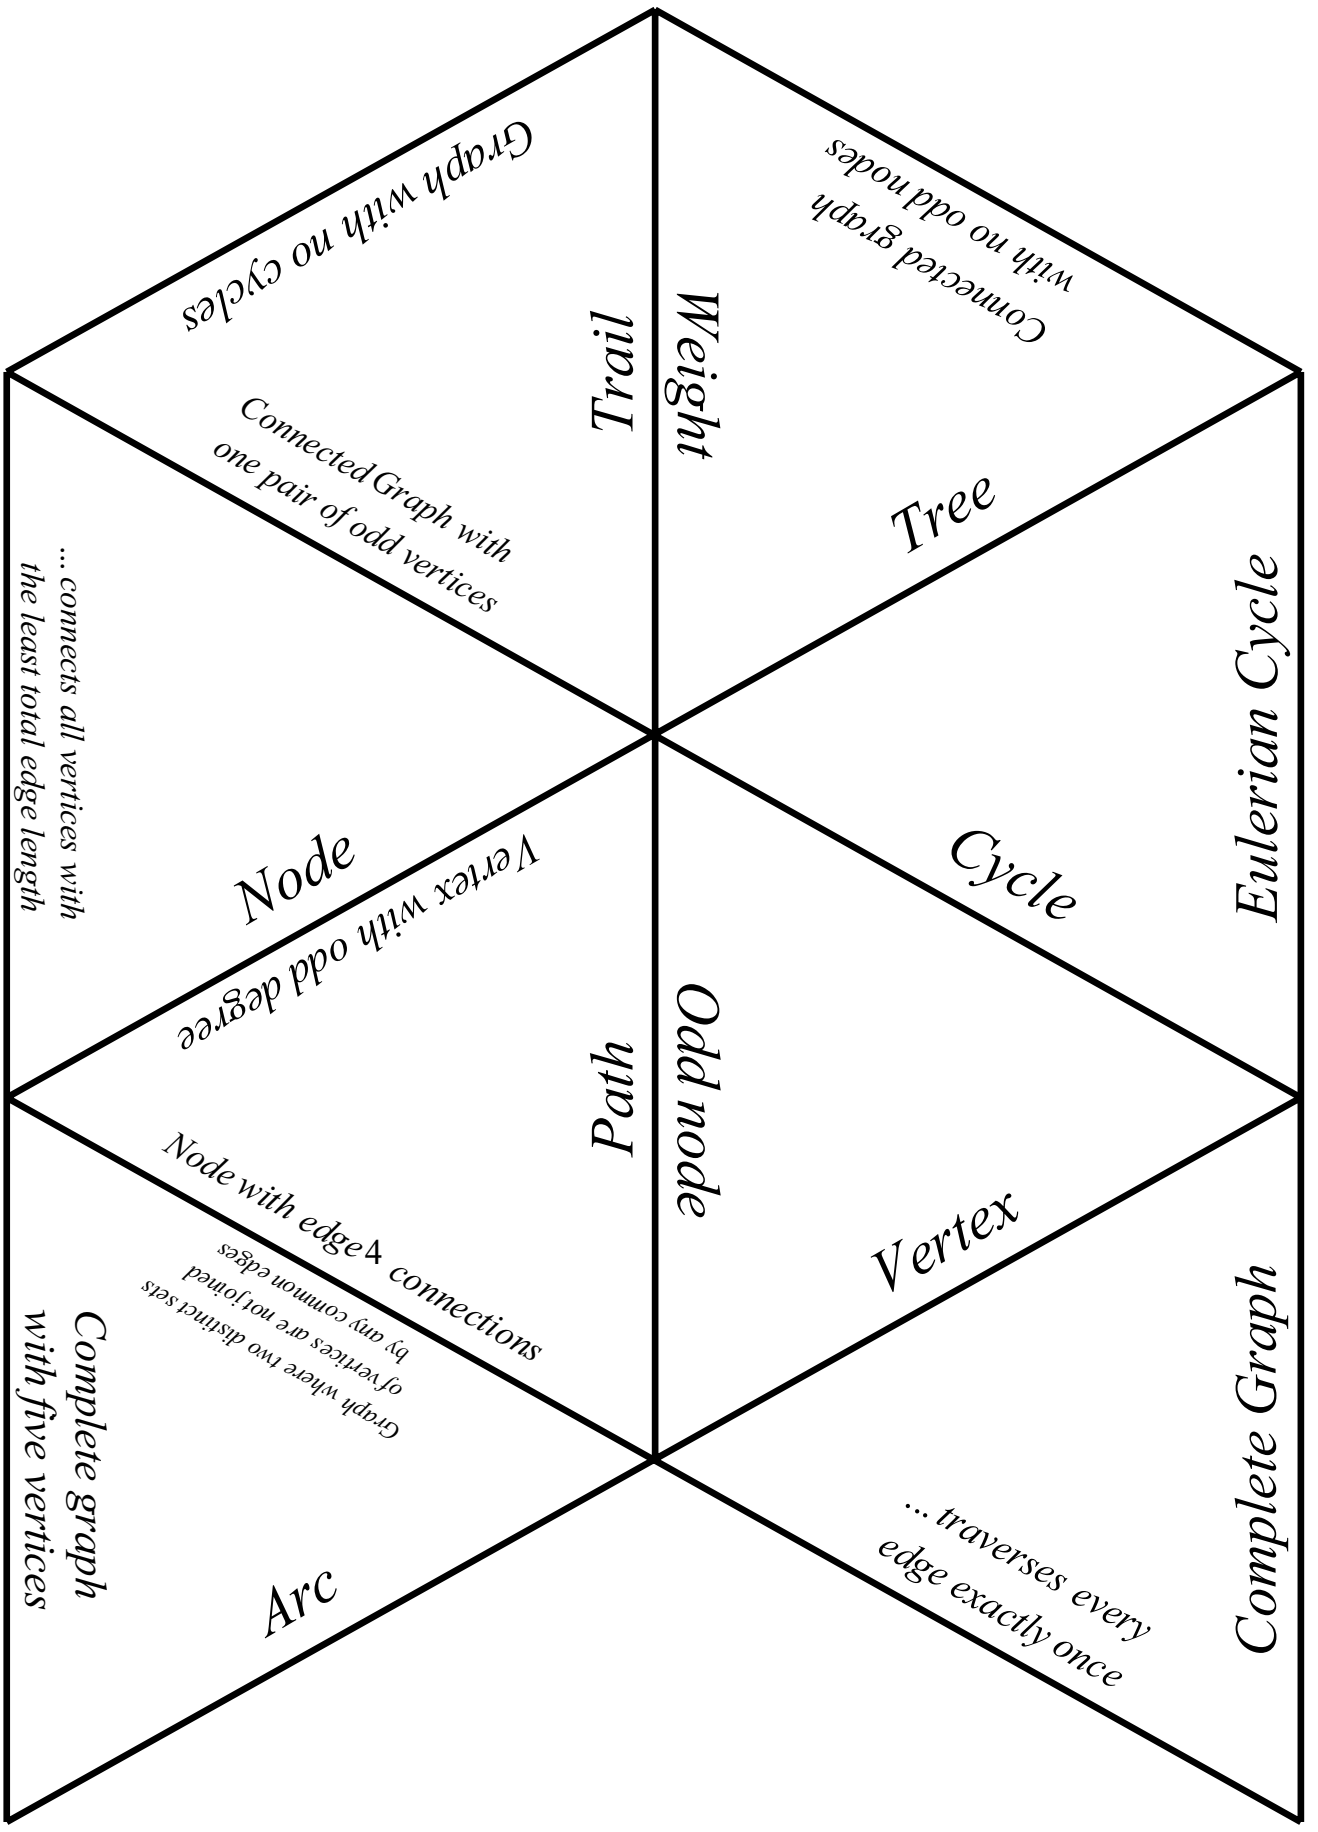 Graph with no cycles
Trail
Connected Graph with
one pair of odd vertices
Connected graph
with no odd nodes
Weight
Tree
... connects all vertices with
the least total edge length
Node
Eulerian Cycle
Cycle
Vertex with odd degree
Path
Node with edge4 connections
Odd node
Vertex
Graph where two distinct sets
of vertices are not joined
by any common edges
Complete graph
with five vertices
Arc
Complete Graph
... traverses every
edge exactly once